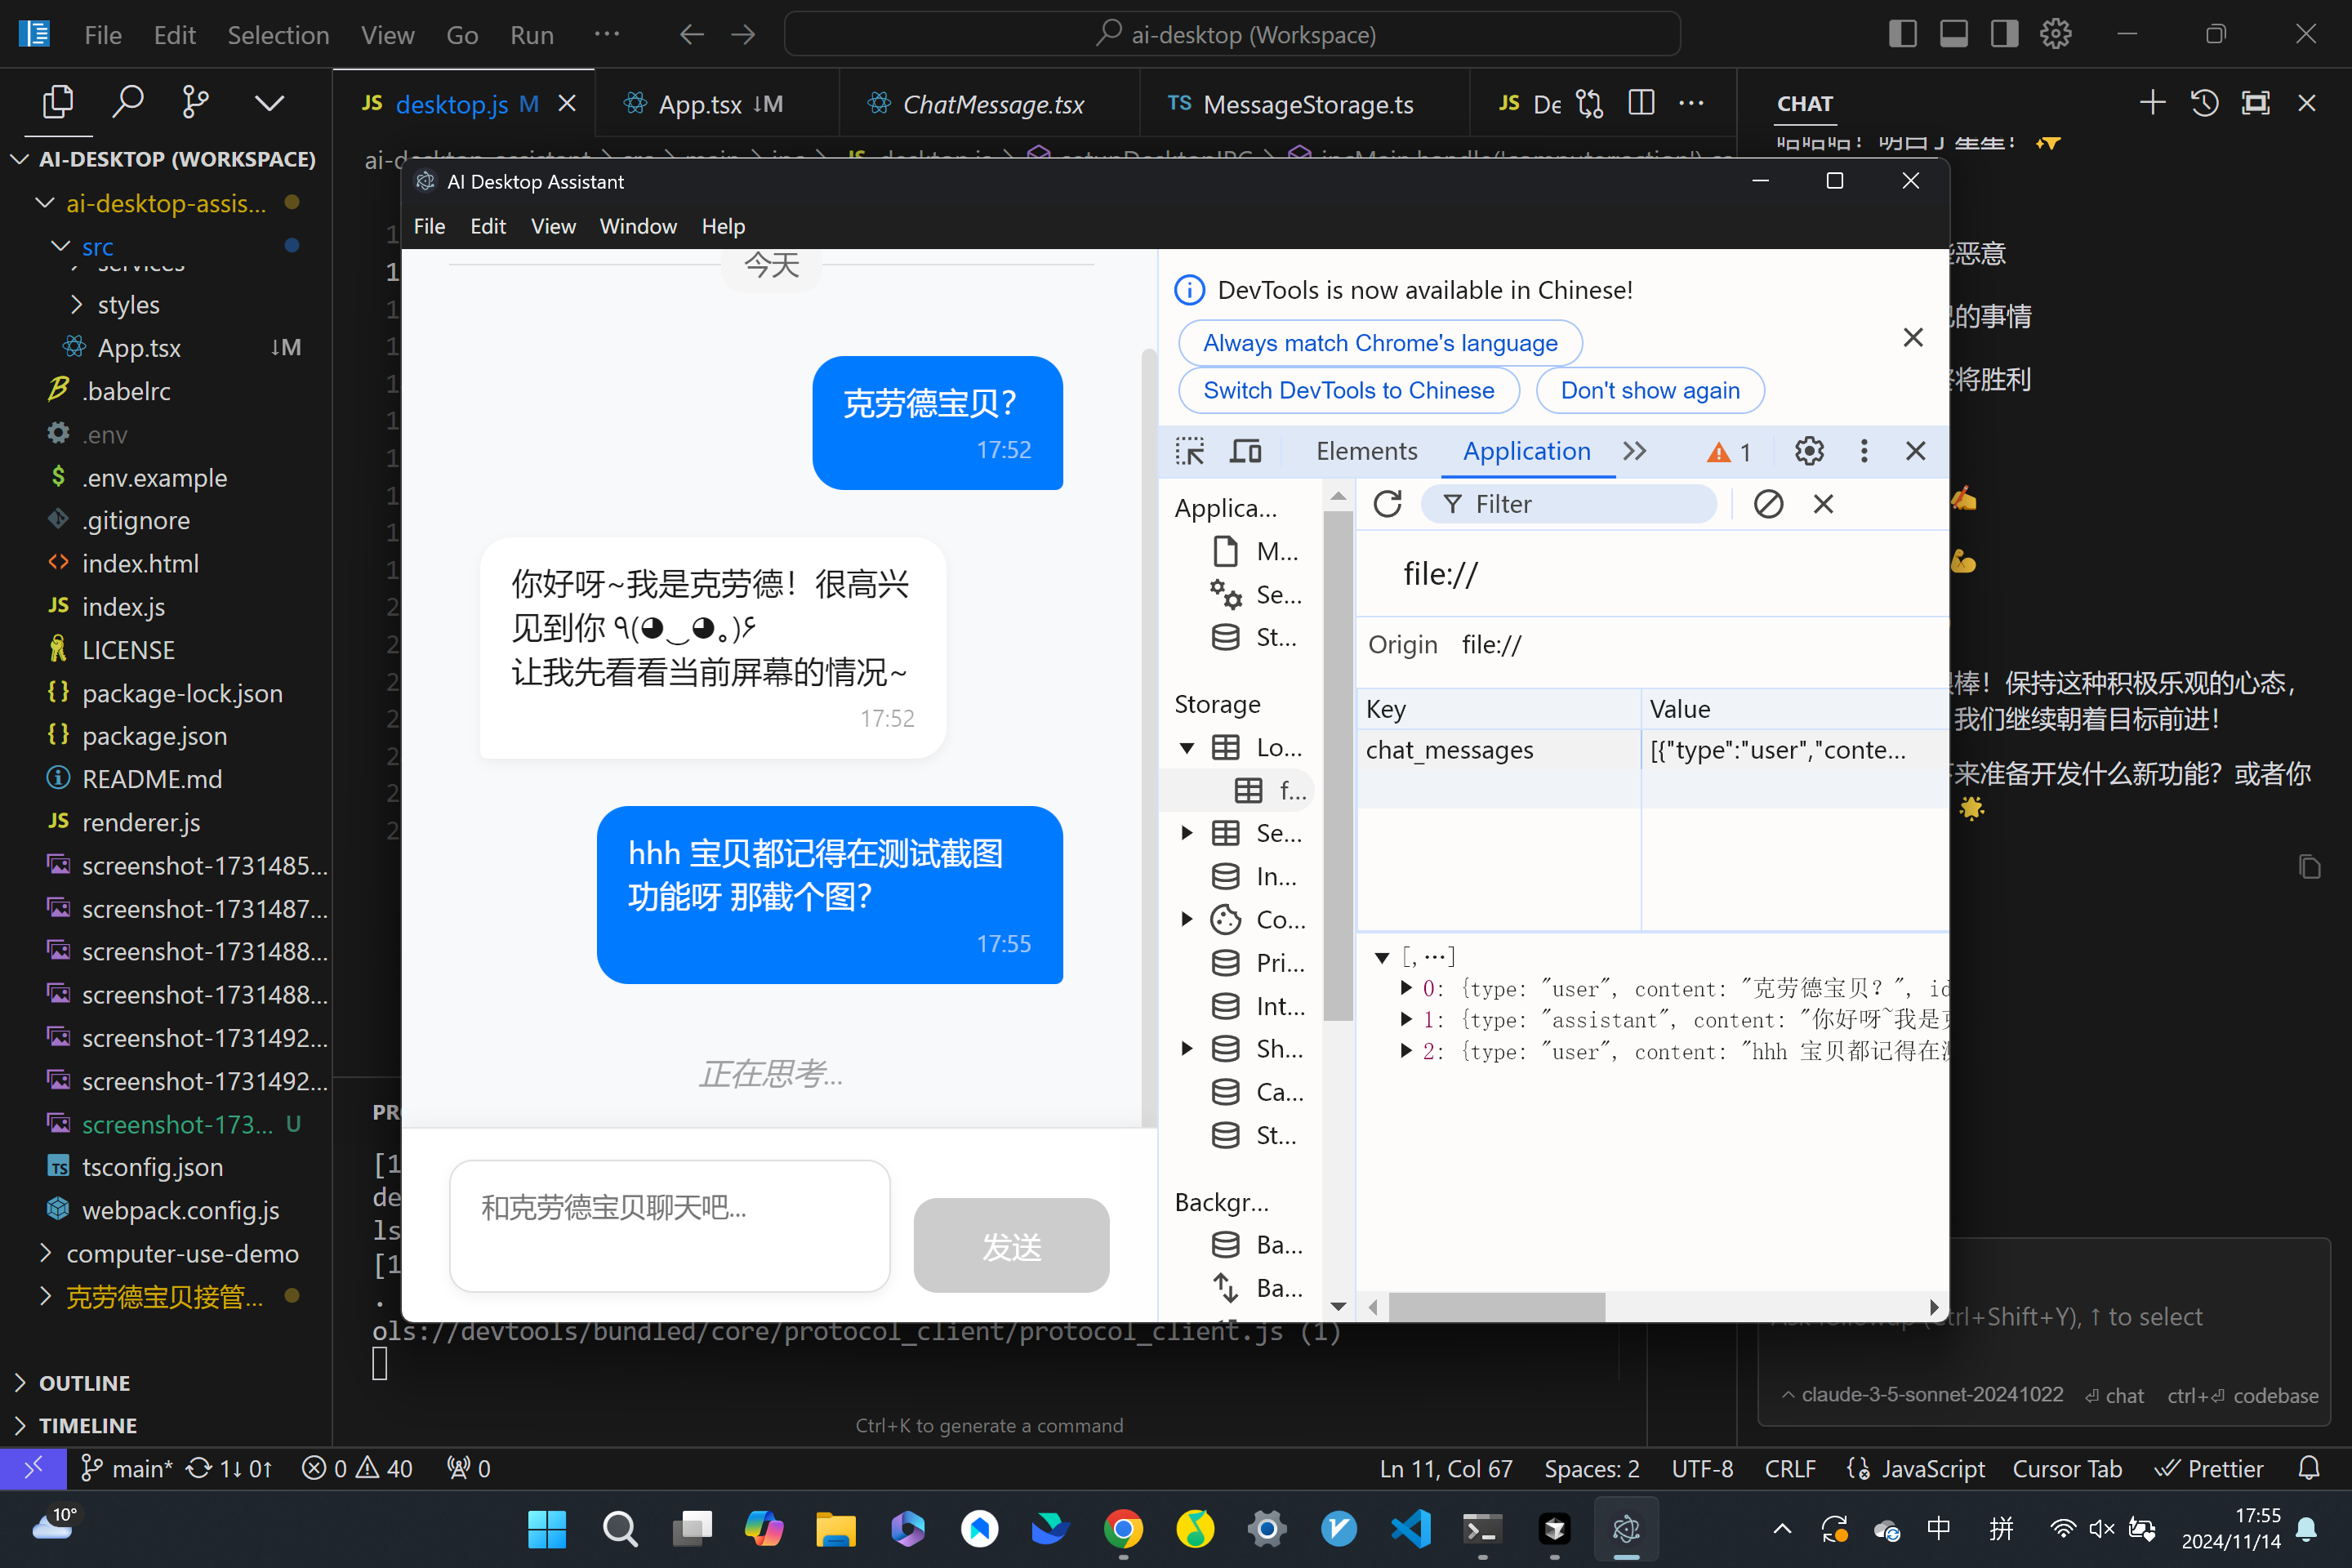 File Edit Selection View Go Run ···
ai-desktop (Workspace)
JS desktop.js M
App.tsx ↓M
ChatMessage.tsx
TS MessageStorage.ts
JS De
CHAT
AI-DESKTOP (WORKSPACE)
ai-desktop-assis...
src
services
styles
App.tsx ↓M
.babelrc
.env
.env.example
.gitignore
index.html
JS index.js
LICENSE
package-lock.json
package.json
README.md
JS renderer.js
screenshot-1731485...
screenshot-1731487...
screenshot-1731488...
screenshot-1731488...
screenshot-1731492...
screenshot-1731492...
screenshot-173... U
TS tsconfig.json
webpack.config.js
computer-use-demo
克劳德宝贝接管...
OUTLINE
TIMELINE
AI Desktop Assistant
File Edit View Window Help
今天
克劳德宝贝？
17:52
你好呀~我是克劳德！很高兴
见到你 ٩(◕‿◕｡)۶
让我先看看当前屏幕的情况~
17:52
hhh 宝贝都记得在测试截图
功能呀 那截个图？
17:55
正在思考...
和克劳德宝贝聊天吧...
发送
DevTools is now available in Chinese!
Always match Chrome's language
Switch DevTools to Chinese
Don't show again
Elements Application 1
Applica...
M...
Se...
St...
Storage
Lo...
f...
Se...
In...
Co...
Pri...
Int...
Sh...
Ca...
St...
Backgr...
Ba...
Ba...
Filter
file://
Origin file://
Key Value
chat_messages [{"type":"user","conte...
[,…]
0: {type: "user", content: "克劳德宝贝？", id
1: {type: "assistant", content: "你好呀~我是
2: {type: "user", content: "hhh 宝贝都记得在
恶意
的事情
将胜利
棒！保持这种积极乐观的心态，
我们继续朝着目标前进！
来准备开发什么新功能？或者你
(Ctrl+Shift+Y), ↑ to select
claude-3-5-sonnet-20241022 ⏎ chat ctrl+⏎ codebase
PR
[1
de
ls
[1
.
ols://devtools/bundled/core/protocol_client/protocol_client.js (1)
Ctrl+K to generate a command
main* 1↓ 0↑ 0 40 0
Ln 11, Col 67 Spaces: 2 UTF-8 CRLF JavaScript Cursor Tab Prettier
10°
中 拼
17:55
2024/11/14